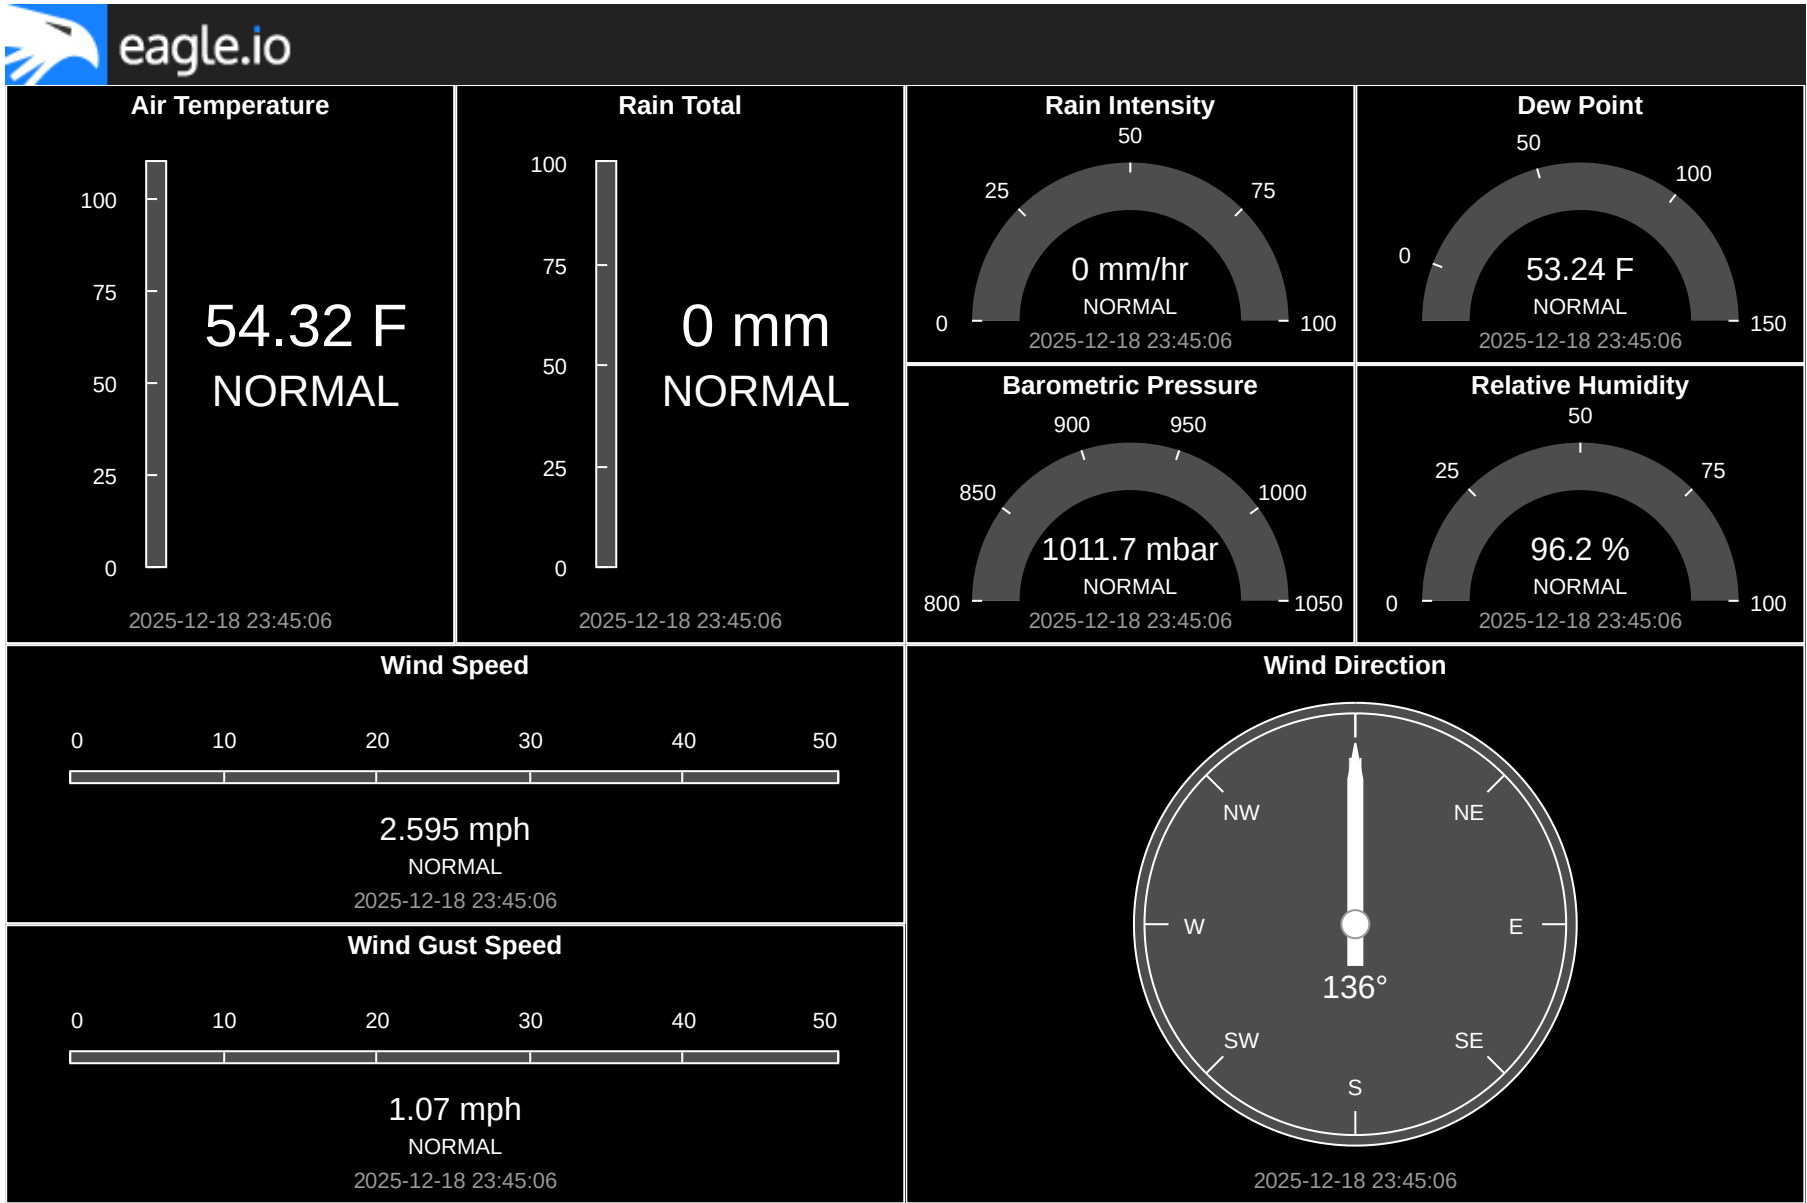 eagle.io
Air Temperature
100
75
50
25
0
54.32 F
NORMAL
2025-12-18 23:45:06
Rain Total
100
75
50
25
0
0 mm
NORMAL
2025-12-18 23:45:06
Rain Intensity
50
25
75
0
100
0 mm/hr
NORMAL
2025-12-18 23:45:06
Dew Point
50
100
0
150
53.24 F
NORMAL
2025-12-18 23:45:06
Barometric Pressure
900
950
850
1000
800
1050
1011.7 mbar
NORMAL
2025-12-18 23:45:06
Relative Humidity
50
25
75
0
100
96.2 %
NORMAL
2025-12-18 23:45:06
Wind Speed
0 10 20 30 40 50
2.595 mph
NORMAL
2025-12-18 23:45:06
Wind Gust Speed
0 10 20 30 40 50
1.07 mph
NORMAL
2025-12-18 23:45:06
Wind Direction
NW NE
W E
136°
SW SE
S
2025-12-18 23:45:06